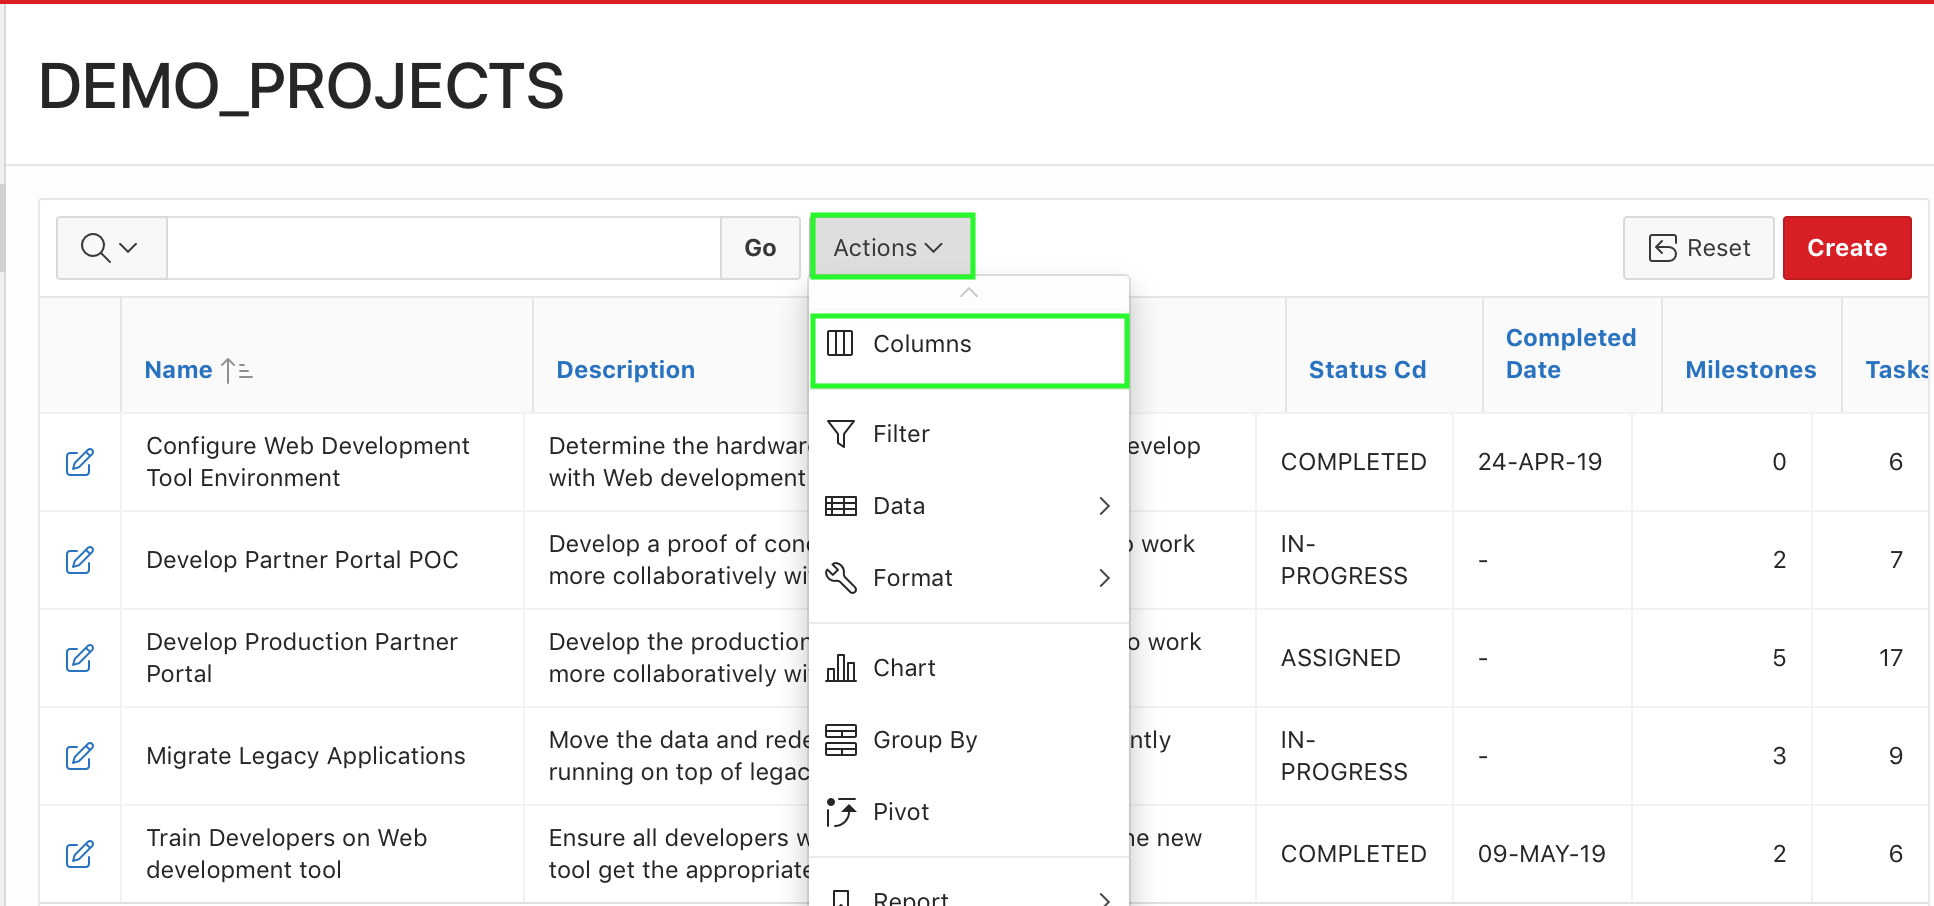 DEMO_PROJECTS
Go
Actions
Reset
Create
Columns
Filter
Data
Format
Chart
Group By
Pivot
Report
Name
Description
Status Cd
Completed
Date
Milestones
Tasks
Configure Web Development
Tool Environment
Determine the hardware
with Web development
evelop
COMPLETED
24-APR-19
0
6
Develop Partner Portal POC
Develop a proof of conc
more collaboratively wi
o work
IN-
PROGRESS
-
2
7
Develop Production Partner
Portal
Develop the production
more collaboratively wi
o work
ASSIGNED
-
5
17
Migrate Legacy Applications
Move the data and rede
running on top of legac
ntly
IN-
PROGRESS
-
3
9
Train Developers on Web
development tool
Ensure all developers w
tool get the appropriate
he new
COMPLETED
09-MAY-19
2
6